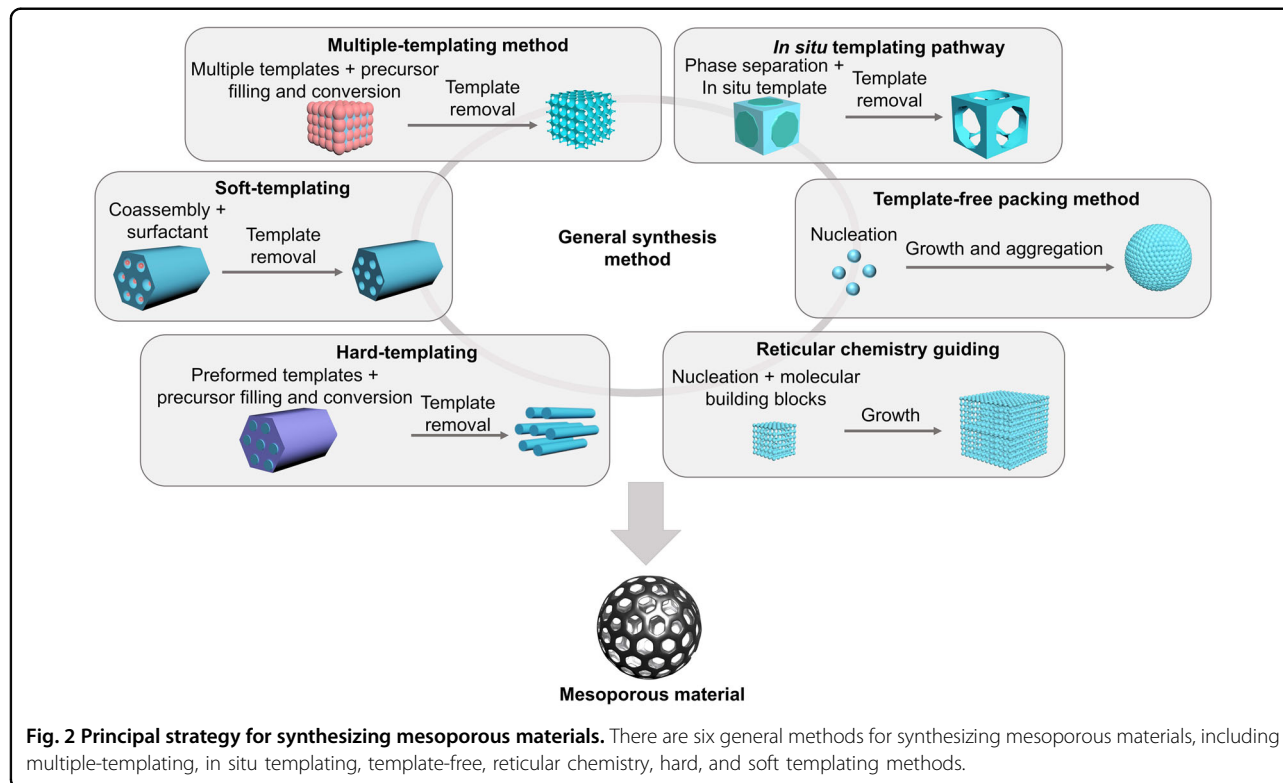 Multiple-templating method
Multiple templates + precursor
filling and conversion
Template
removal
In situ templating pathway
Phase separation +
In situ template
Template
removal
Soft-templating
Coassembly +
surfactant
Template
removal
General synthesis
method
Template-free packing method
Nucleation
Growth and aggregation
Hard-templating
Preformed templates +
precursor filling and conversion
Template
removal
Reticular chemistry guiding
Nucleation + molecular
building blocks
Growth
Mesoporous material
Fig. 2 Principal strategy for synthesizing mesoporous materials. There are six general methods for synthesizing mesoporous materials, including
multiple-templating, in situ templating, template-free, reticular chemistry, hard, and soft templating methods.